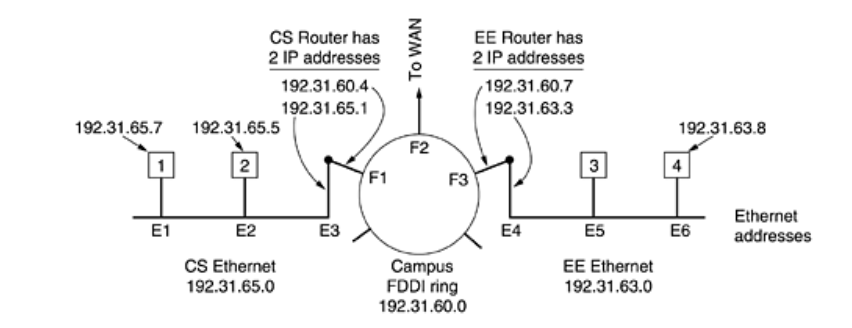 CS Router has
2 IP addresses
192.31.60.4
192.31.65.1
To WAN
EE Router has
2 IP addresses
192.31.60.7
192.31.63.3
192.31.65.7
192.31.65.5
192.31.63.8
1
2
3
4
F1
F2
F3
E1
E2
E3
E4
E5
E6
Ethernet
addresses
CS Ethernet
192.31.65.0
Campus
FDDI ring
192.31.60.0
EE Ethernet
192.31.63.0